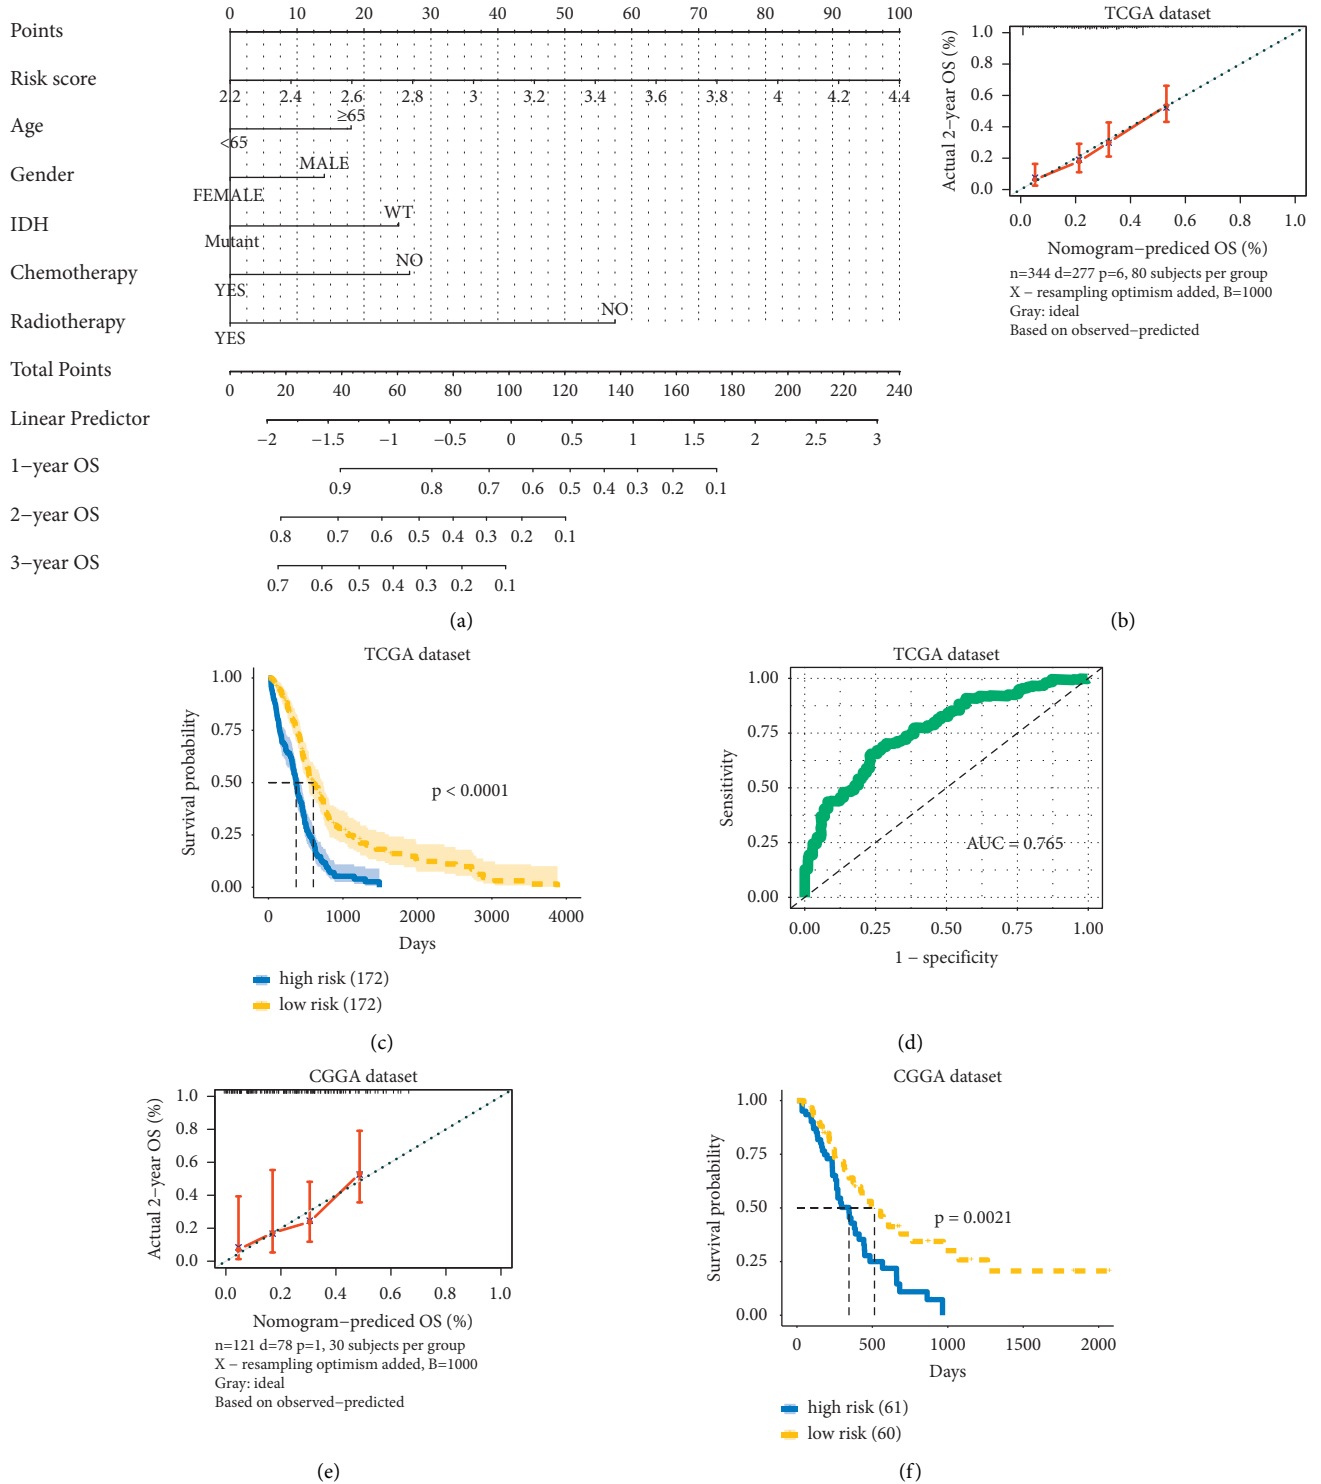 Points
0 10 20 30 40 50 60 70 80 90 100
Risk score
2.2 2.4 2.6 2.8 3 3.2 3.4 3.6 3.8 4 4.2 4.4
Age
≥65
<65
Gender
MALE
FEMALE
IDH
WT
Mutant
Chemotherapy
NO
YES
Radiotherapy
NO
YES
Total Points
0 20 40 60 80 100 120 140 160 180 200 220 240
Linear Predictor
−2 −1.5 −1 −0.5 0 0.5 1 1.5 2 2.5 3
1−year OS
0.9 0.8 0.7 0.6 0.5 0.4 0.3 0.2 0.1
2−year OS
0.8 0.7 0.6 0.5 0.4 0.3 0.2 0.1
3−year OS
0.7 0.6 0.5 0.4 0.3 0.2 0.1
(a)
TCGA dataset
Actual 2−year OS (%)
1.0
0.8
0.6
0.4
0.2
0.0
0.0 0.2 0.4 0.6 0.8 1.0
Nomogram−prediced OS (%)
n=344 d=277 p=6, 80 subjects per group
X − resampling optimism added, B=1000
Gray: ideal
Based on observed−predicted
(b)
TCGA dataset
Survival probability
1.00
0.75
0.50
0.25
0.00
p < 0.0001
0 1000 2000 3000 4000
Days
high risk (172)
low risk (172)
(c)
TCGA dataset
Sensitivity
1.00
0.75
0.50
0.25
0.00
AUC = 0.765
0.00 0.25 0.50 0.75 1.00
1 − specificity
(d)
CGGA dataset
Actual 2−year OS (%)
1.0
0.8
0.6
0.4
0.2
0.0
0.0 0.2 0.4 0.6 0.8 1.0
Nomogram−prediced OS (%)
n=121 d=78 p=1, 30 subjects per group
X − resampling optimism added, B=1000
Gray: ideal
Based on observed−predicted
(e)
CGGA dataset
Survival probability
1.00
0.75
0.50
0.25
0.00
p = 0.0021
0 500 1000 1500 2000
Days
high risk (61)
low risk (60)
(f)